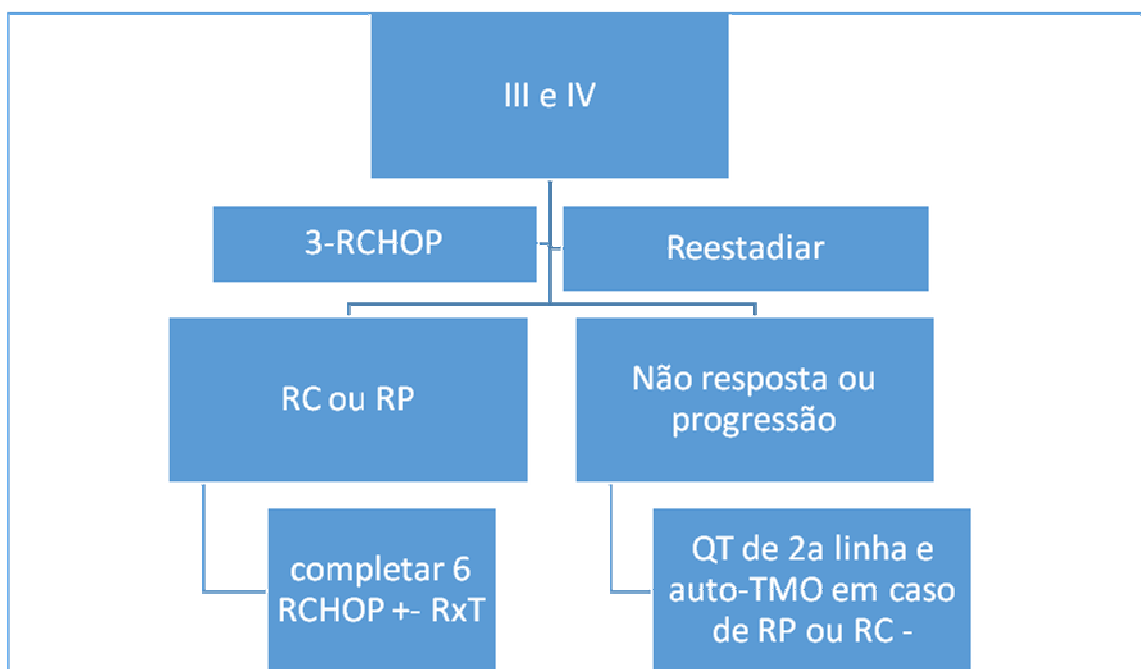 III e IV
3-RCHOP
Reestadiar
RC ou RP
Não resposta ou
progressão
completar 6
RCHOP +- RxT
QT de 2a linha e
auto-TMO em caso
de RP ou RC -